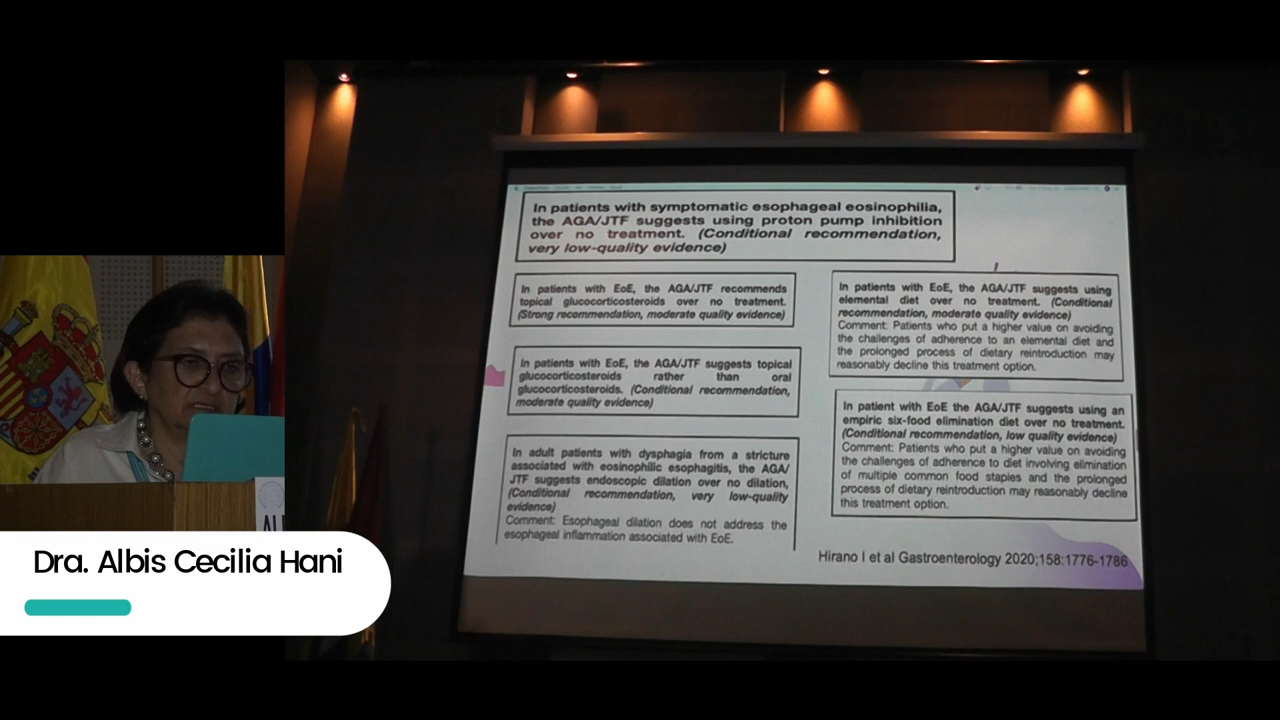 In patients with symptomatic esophageal eosinophilia,
the AGA/JTF suggests using proton pump inhibition
over no treatment. (Conditional recommendation,
very low-quality evidence)
In patients with EoE, the AGA/JTF recommends
topical glucocorticosteroids over no treatment.
(Strong recommendation, moderate quality evidence)
In patients with EoE, the AGA/JTF suggests topical
glucocorticosteroids rather than oral
glucocorticosteroids. (Conditional recommendation,
moderate quality evidence)
In adult patients with dysphagia from a stricture
associated with eosinophilic esophagitis, the AGA/
JTF suggests endoscopic dilation over no dilation,
(Conditional recommendation, very low-quality
evidence)
Comment: Esophageal dilation does not address the
esophageal inflammation associated with EoE.
In patients with EoE, the AGA/JTF suggests using
elemental diet over no treatment. (Conditional
recommendation, moderate quality evidence)
Comment: Patients who put a higher value on avoiding
the challenges of adherence to an elemental diet and
the prolonged process of dietary reintroduction may
reasonably decline this treatment option.
In patient with EoE the AGA/JTF suggests using an
empiric six-food elimination diet over no treatment.
(Conditional recommendation, low quality evidence)
Comment: Patients who put a higher value on avoiding
the challenges of adherence to diet involving elimination
of multiple common food staples and the prolonged
process of dietary reintroduction may reasonably decline
this treatment option.
Hirano I et al Gastroenterology 2020;158:1776-1786
Dra. Albis Cecilia Hani